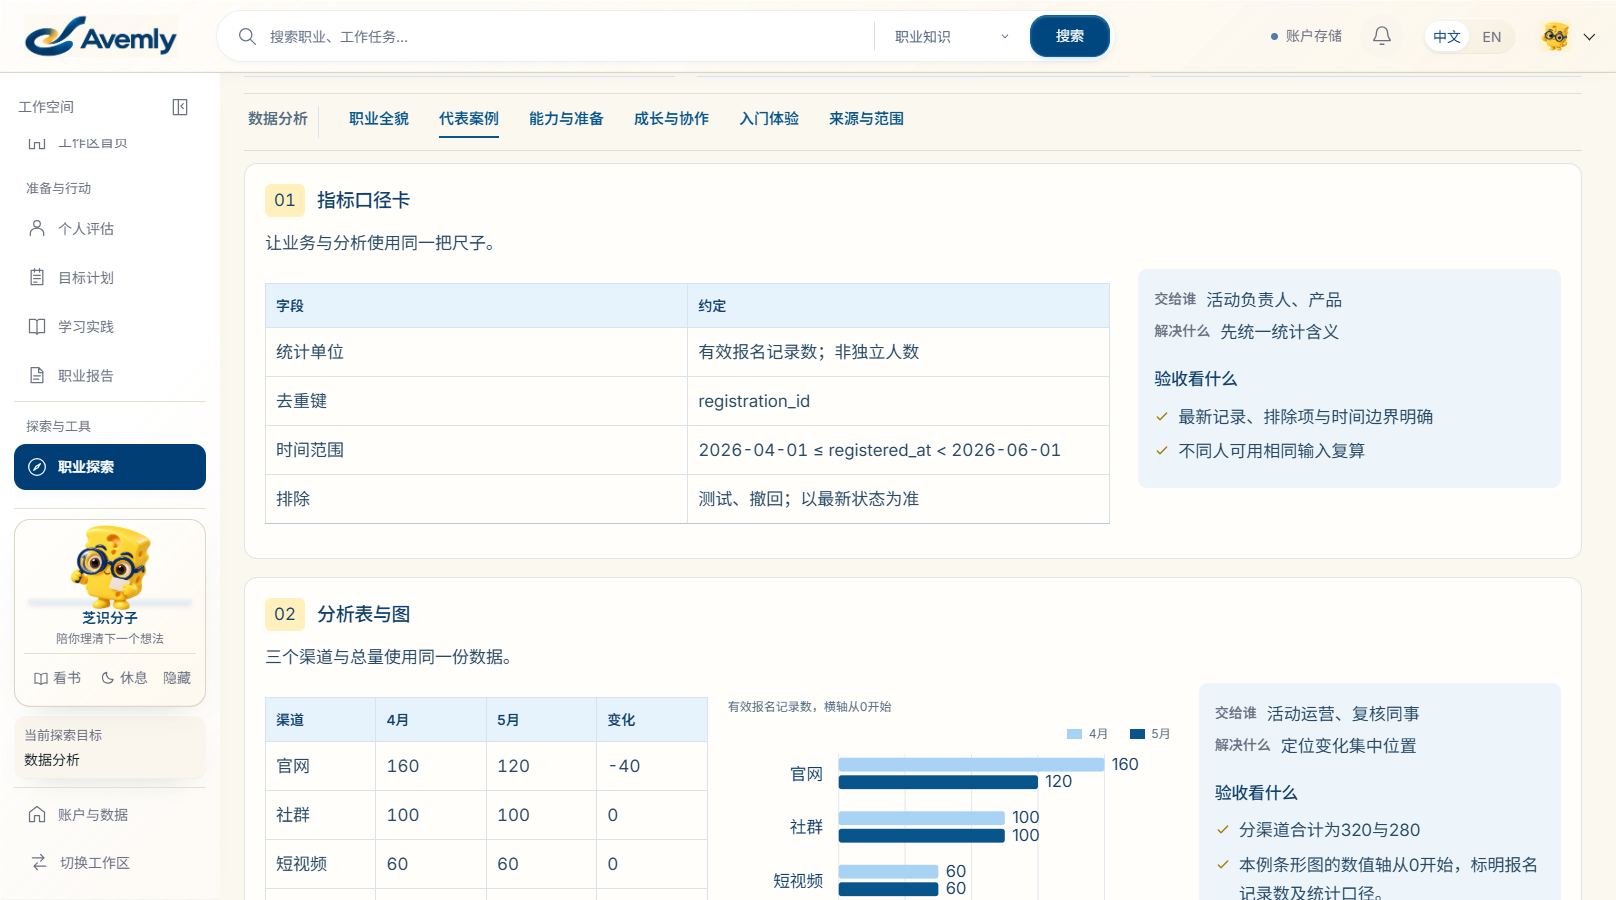 Avemly
搜索职业、工作任务...
职业知识
搜索
账户存储
中文
EN
工作空间
工作区首页
准备与行动
个人评估
目标计划
学习实践
职业报告
探索与工具
职业探索
芝识分子
陪你理清下一个想法
看书
休息
隐藏
当前探索目标
数据分析
账户与数据
切换工作区
数据分析
职业全貌
代表案例
能力与准备
成长与协作
入门体验
来源与范围
01 指标口径卡
让业务与分析使用同一把尺子。
字段 约定
统计单位 有效报名记录数；非独立人数
去重键 registration_id
时间范围 2026-04-01 ≤ registered_at < 2026-06-01
排除 测试、撤回；以最新状态为准
交给谁 活动负责人、产品
解决什么 先统一统计含义
验收看什么
最新记录、排除项与时间边界明确
不同人可用相同输入复算
02 分析表与图
三个渠道与总量使用同一份数据。
渠道 4月 5月 变化
官网 160 120 -40
社群 100 100 0
短视频 60 60 0
有效报名记录数，横轴从0开始
4月 5月
官网 160
120
社群 100
100
短视频 60
60
交给谁 活动运营、复核同事
解决什么 定位变化集中位置
验收看什么
分渠道合计为320与280
本例条形图的数值轴从0开始，标明报名
记录数及统计口径。